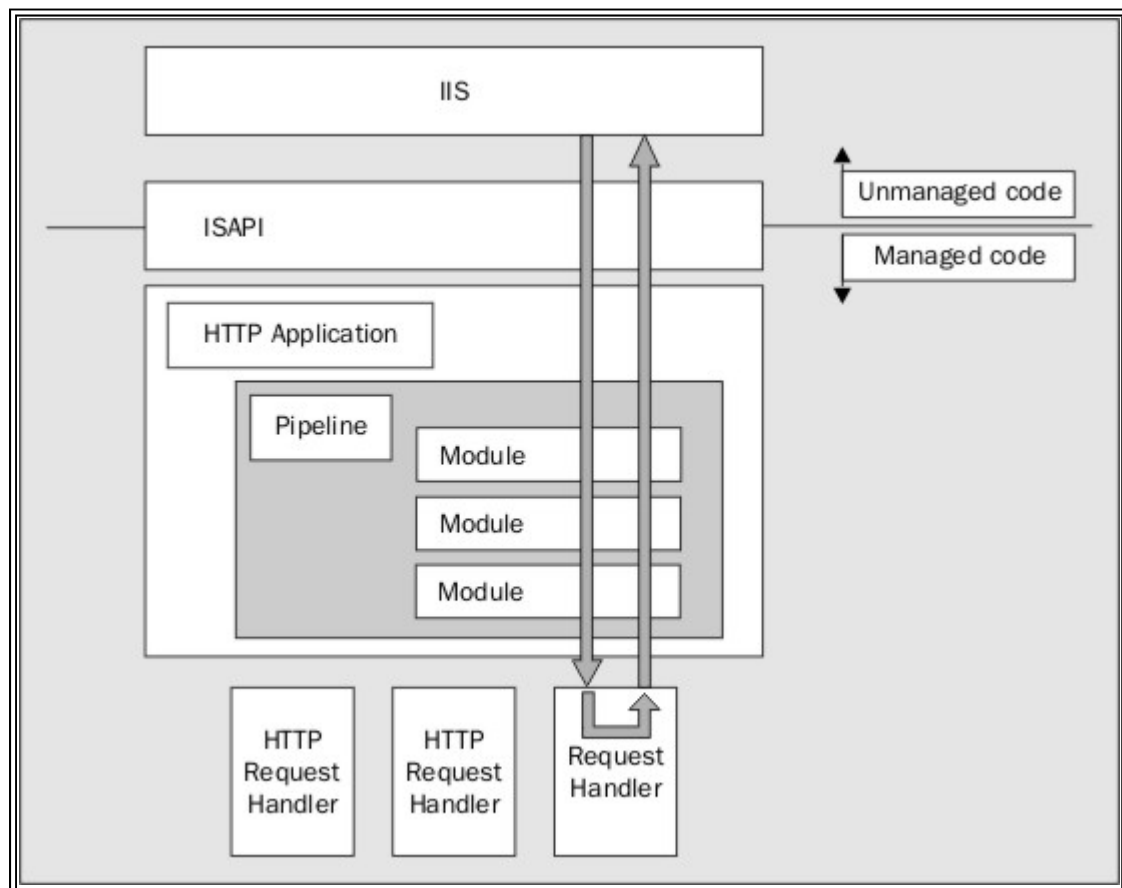 IIS
ISAPI
Unmanaged code
Managed code
HTTP Application
Pipeline
Module
Module
Module
HTTP
Request
Handler
HTTP
Request
Handler
Request
Handler